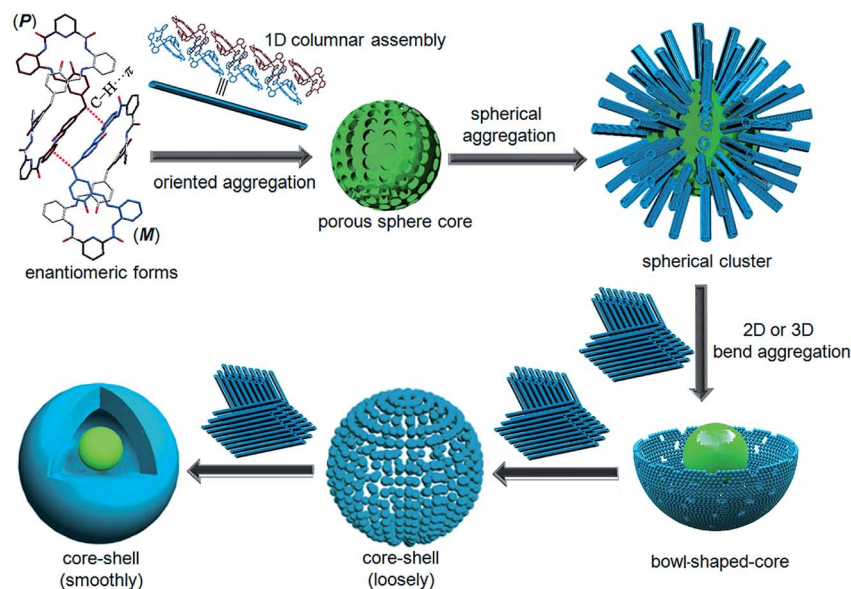 (P)
1D columnar assembly
C–H···π
spherical
aggregation
oriented aggregation
porous sphere core
(M)
enantiomeric forms
spherical cluster
2D or 3D
bend aggregation
core-shell
(smoothly)
core-shell
(loosely)
bowl-shaped-core